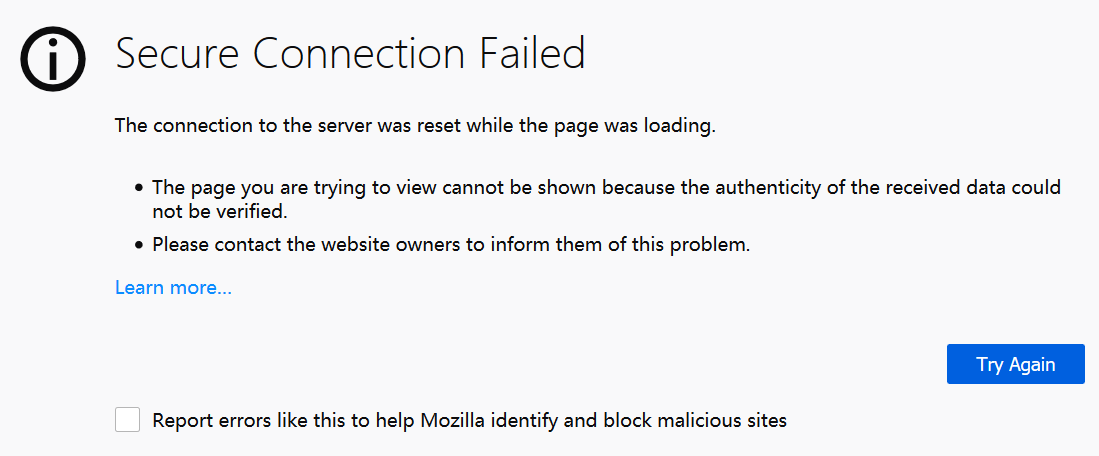 Secure Connection Failed
The connection to the server was reset while the page was loading.
• The page you are trying to view cannot be shown because the authenticity of the received data could
not be verified.
• Please contact the website owners to inform them of this problem.
Learn more...
Try Again
Report errors like this to help Mozilla identify and block malicious sites